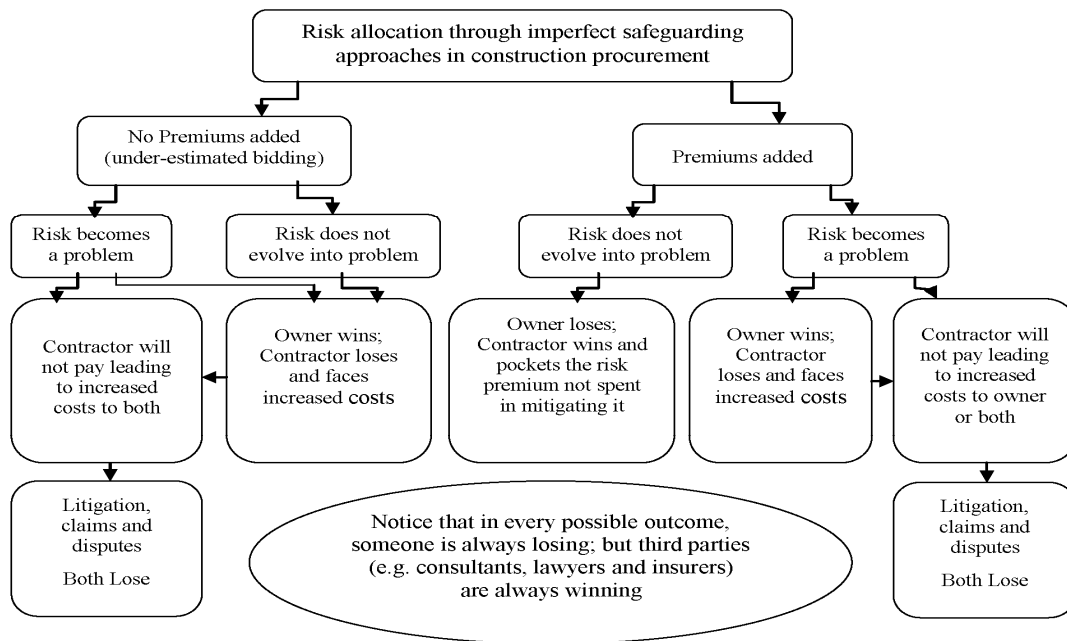 Risk allocation through imperfect safeguarding
approaches in construction procurement
No Premiums added
(under-estimated bidding)
Premiums added
Risk becomes
a problem
Risk does not
evolve into problem
Risk does not
evolve into problem
Risk becomes
a problem
Contractor will
not pay leading
to increased
costs to both
Owner wins;
Contractor loses
and faces
increased costs
Owner loses;
Contractor wins and
pockets the risk
premium not spent
in mitigating it
Owner wins;
Contractor
loses and faces
increased costs
Contractor will
not pay leading
to increased
costs to owner
or both
Litigation,
claims and
disputes
Both Lose
Notice that in every possible outcome,
someone is always losing; but third parties
(e.g. consultants, lawyers and insurers)
are always winning
Litigation,
claims and
disputes
Both Lose